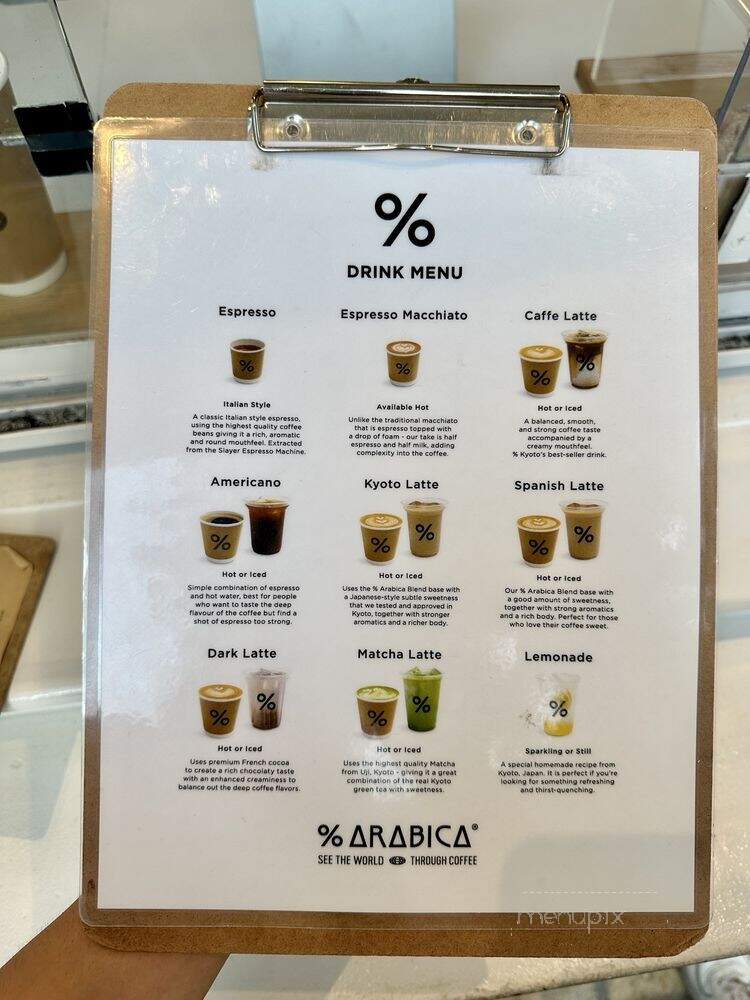 %
DRINK MENU
Espresso
%
Italian Style
A classic Italian style espresso,
using the highest quality coffee
beans giving it a rich, aromatic
and round mouthfeel. Extracted
from the Slayer Espresso Machine.
Espresso Macchiato
%
Available Hot
Unlike the traditional macchiato
that is espresso topped with
a drop of foam - our take is half
espresso and half milk, adding
complexity into the coffee.
Caffe Latte
% %
Hot or Iced
A balanced, smooth,
and strong coffee taste
accompanied by a
creamy mouthfeel.
% Kyoto's best-seller drink.
Americano
%
Hot or Iced
Simple combination of espresso
and hot water, best for people
who want to taste the deep
flavour of the coffee but find a
shot of espresso too strong.
Kyoto Latte
% %
Hot or Iced
Uses the % Arabica Blend base with
a Japanese-style subtle sweetness
that we tested and approved in
Kyoto, together with stronger
aromatics and a richer body.
Spanish Latte
% %
Hot or Iced
Our % Arabica Blend base with
a good amount of sweetness,
together with strong aromatics
and a rich body. Perfect for those
who love their coffee sweet.
Dark Latte
% %
Hot or Iced
Uses premium French cocoa
to create a rich chocolaty taste
with an enhanced creaminess to
balance out the deep coffee flavors.
Matcha Latte
% %
Hot or Iced
Uses the highest quality Matcha
from Uji, Kyoto - giving it a great
combination of the real Kyoto
green tea with sweetness.
Lemonade
%
Sparkling or Still
A special homemade recipe from
Kyoto, Japan. It is perfect if you're
looking for something refreshing
and thirst-quenching.
% ARABICA®
SEE THE WORLD THROUGH COFFEE
menupix